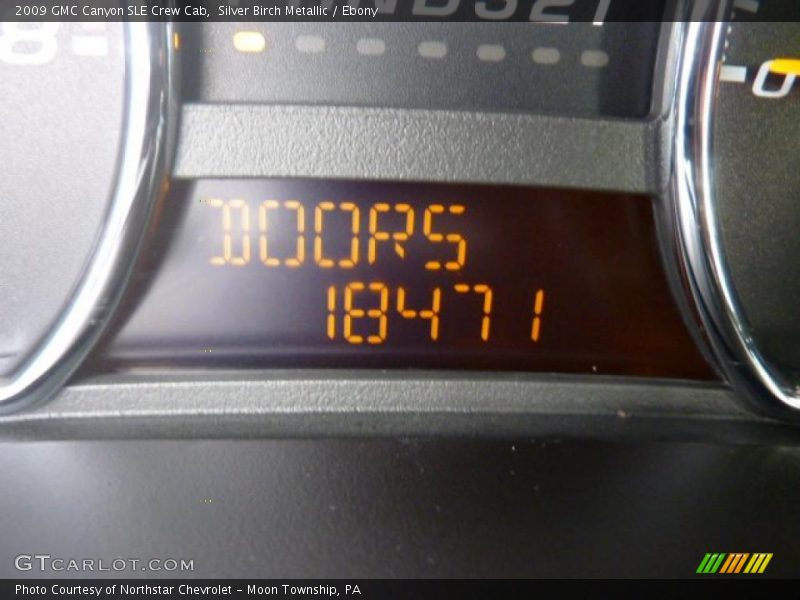 2009 GMC Canyon SLE Crew Cab, Silver Birch Metallic / Ebony
DOORS
18471
GTCARLOT.COM
Photo Courtesy of Northstar Chevrolet - Moon Township, PA